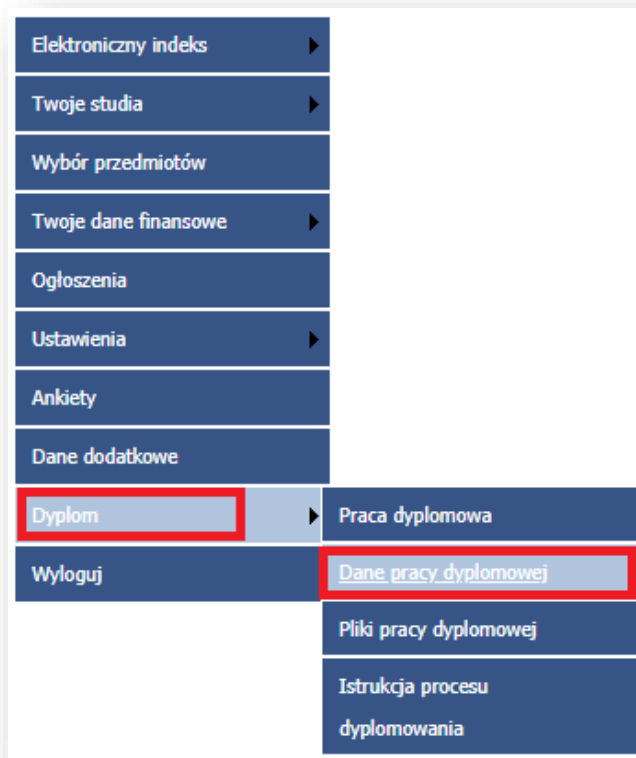 Elektroniczny indeks
Twoje studia
Wybór przedmiotów
Twoje dane finansowe
Ogłoszenia
Ustawienia
Ankiety
Dane dodatkowe
Dyplom
Wyloguj
Praca dyplomowa
Dane pracy dyplomowej
Pliki pracy dyplomowej
Istrukcja procesu
dyplomowania